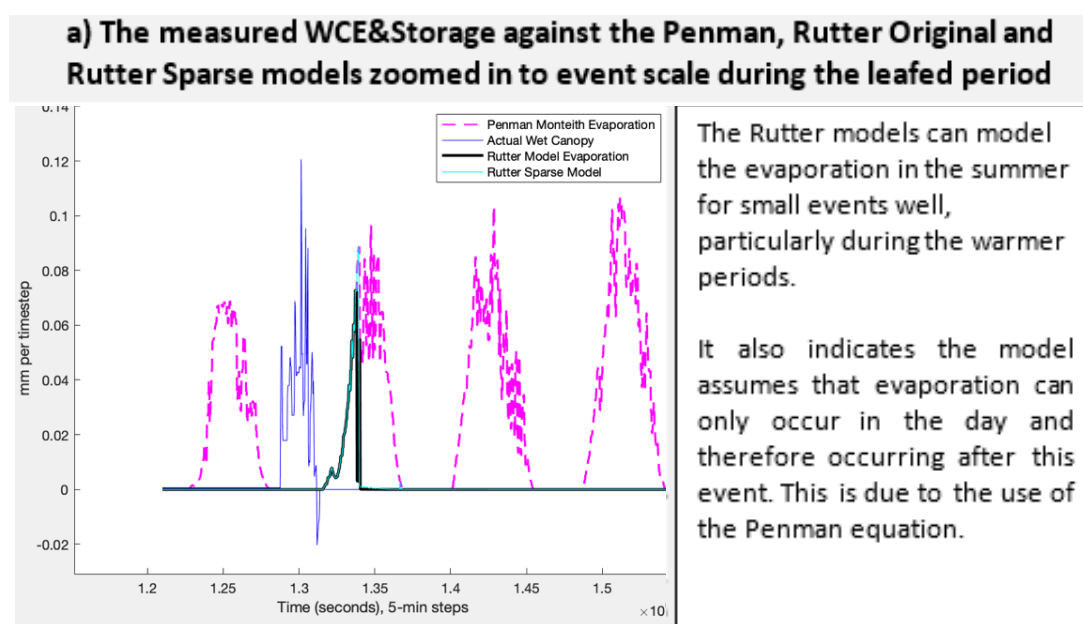 a) The measured WCE&Storage against the Penman, Rutter Original and
Rutter Sparse models zoomed in to event scale during the leafed period
0.14
0.12
0.1
0.08
0.06
0.04
0.02
0
-0.02
mm per timestep
Penman Monteith Evaporation
Actual Wet Canopy
Rutter Model Evaporation
Rutter Sparse Model
1.2 1.25 1.3 1.35 1.4 1.45 1.5
Time (seconds), 5-min steps
×10
The Rutter models can model
the evaporation in the summer
for small events well,
particularly during the warmer
periods.
It also indicates the model
assumes that evaporation can
only occur in the day and
therefore occurring after this
event. This is due to the use of
the Penman equation.